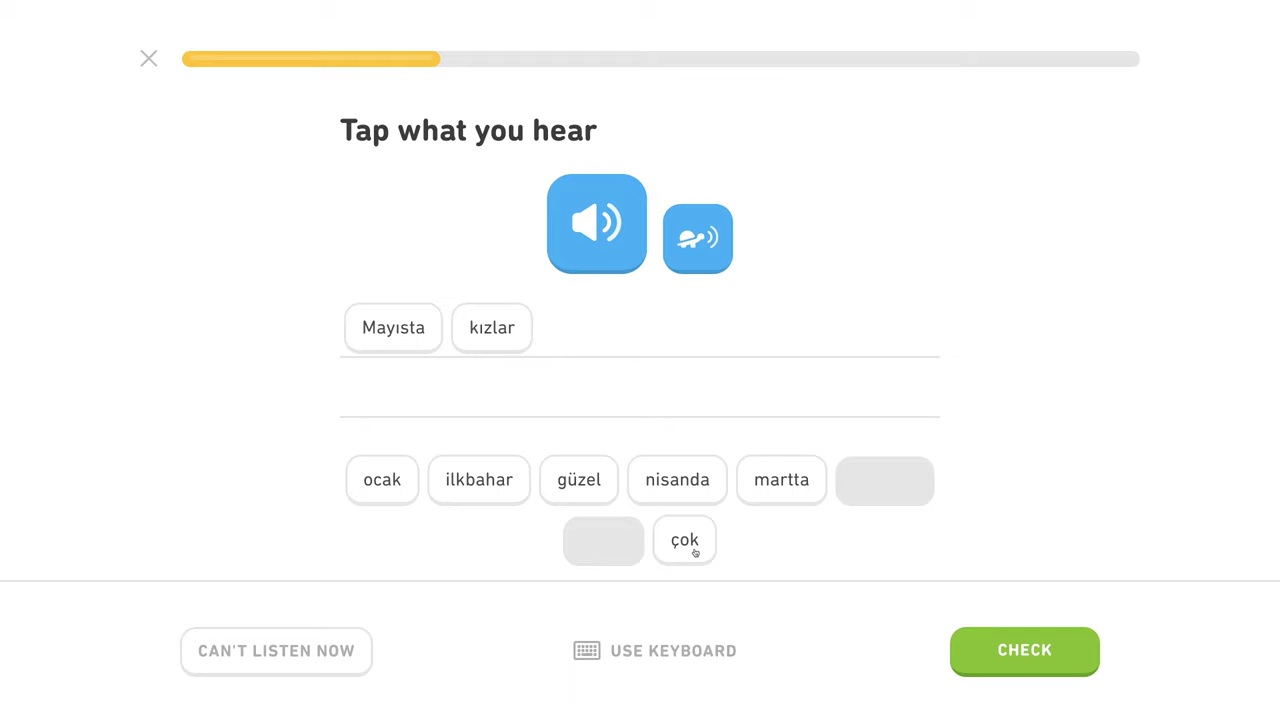 Tap what you hear
Mayısta kızlar
ocak ilkbahar güzel nisanda martta
çok
CAN'T LISTEN NOW USE KEYBOARD CHECK